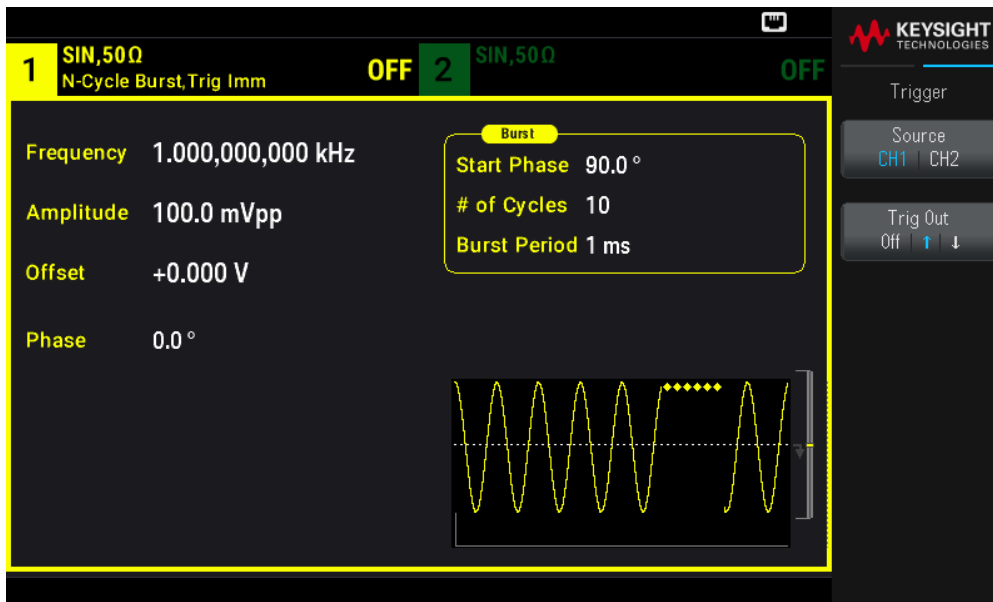 KEYSIGHT
TECHNOLOGIES
1 SIN,50Ω
N-Cycle Burst,Trig Imm OFF
2 SIN,50Ω OFF
Frequency 1.000,000,000 kHz
Amplitude 100.0 mVpp
Offset +0.000 V
Phase 0.0 °
Burst
Start Phase 90.0 °
# of Cycles 10
Burst Period 1 ms
Trigger
Source
CH1 | CH2
Trig Out
Off | ↑ | ↓